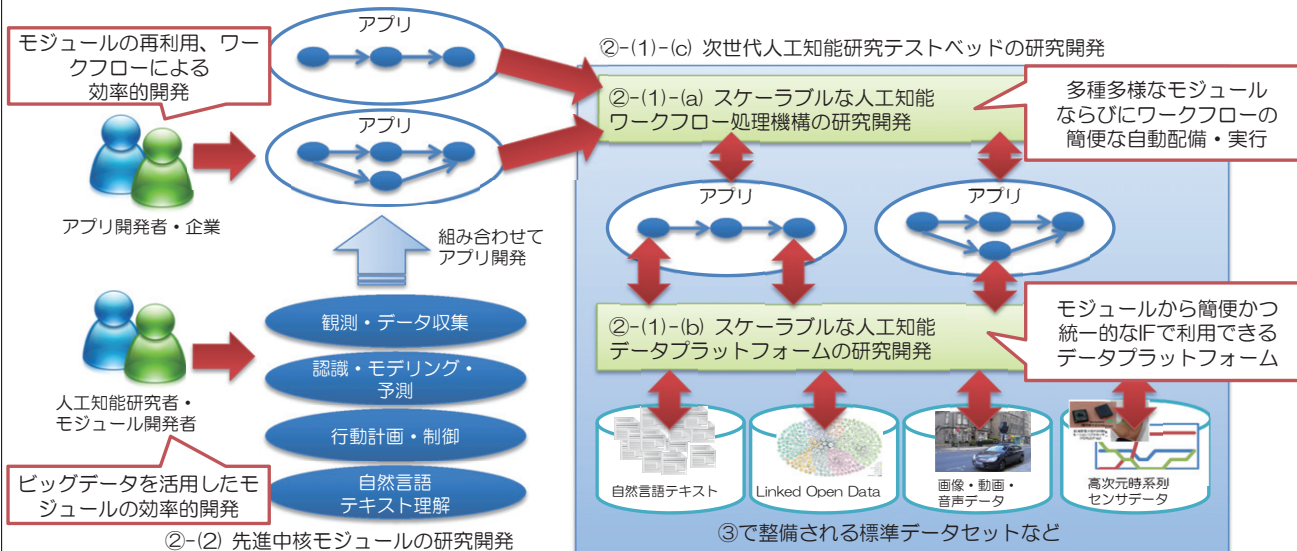 アプリ
モジュールの再利用、ワー
クフローによる
効率的開発
アプリ
アプリ開発者・企業
組み合わせて
アプリ開発
観測・データ収集
認識・モデリング・
予測
行動計画・制御
自然言語
テキスト理解
人工知能研究者・
モジュール開発者
ビッグデータを活用したモ
ジュールの効率的開発
②-(2) 先進中核モジュールの研究開発
②-(1)-(c) 次世代人工知能研究テストベッドの研究開発
②-(1)-(a) スケーラブルな人工知能
ワークフロー処理機構の研究開発
多種多様なモジュール
ならびにワークフローの
簡便な自動配備・実行
アプリ
アプリ
②-(1)-(b) スケーラブルな人工知能
データプラットフォームの研究開発
モジュールから簡便かつ
統一的なIFで利用できる
データプラットフォーム
自然言語テキスト
Linked Open Data
画像・動画・
音声データ
高次元時系列
センサデータ
③で整備される標準データセットなど